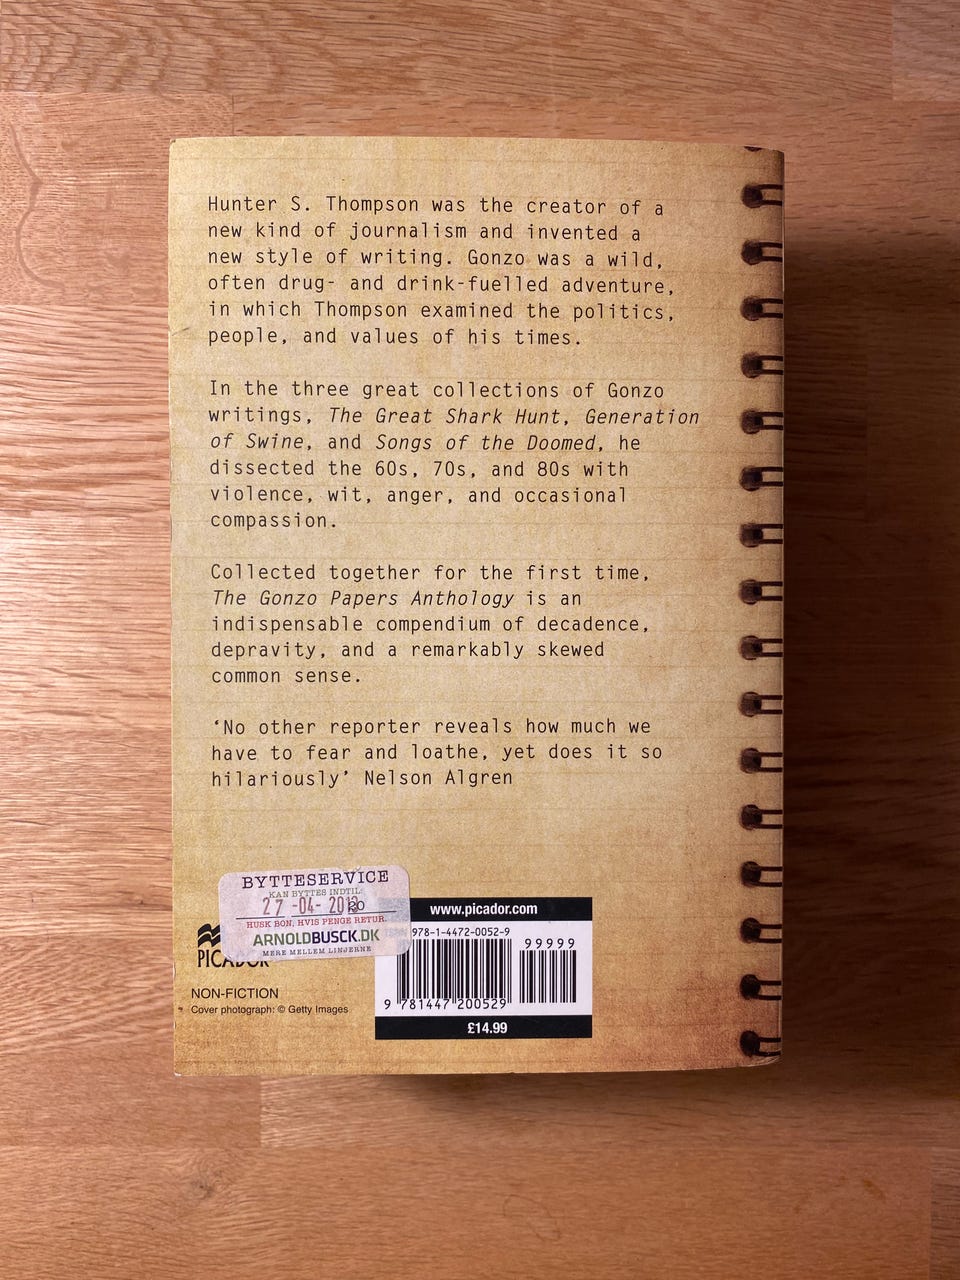 Hunter S. Thompson was the creator of a
new kind of journalism and invented a
new style of writing. Gonzo was a wild,
often drug- and drink-fuelled adventure,
in which Thompson examined the politics,
people, and values of his times.
In the three great collections of Gonzo
writings, The Great Shark Hunt, Generation
of Swine, and Songs of the Doomed, he
dissected the 60s, 70s, and 80s with
violence, wit, anger, and occasional
compassion.
Collected together for the first time,
The Gonzo Papers Anthology is an
indispensable compendium of decadence,
depravity, and a remarkably skewed
common sense.
‘No other reporter reveals how much we
have to fear and loathe, yet does it so
hilariously’ Nelson Algren
BYTTESERVICE
KAN BYTTES INDTIL:
27 -04-
HUSK BON, HVIS PENGE RETUR.
ARNOLDBUSCK.DK
MERE MELLEM LINJERNE
PICADOR
NON-FICTION
Cover photograph: © Getty Images
www.picador.com
978-1-4472-0052-9
99999
9 781447 200529
£14.99